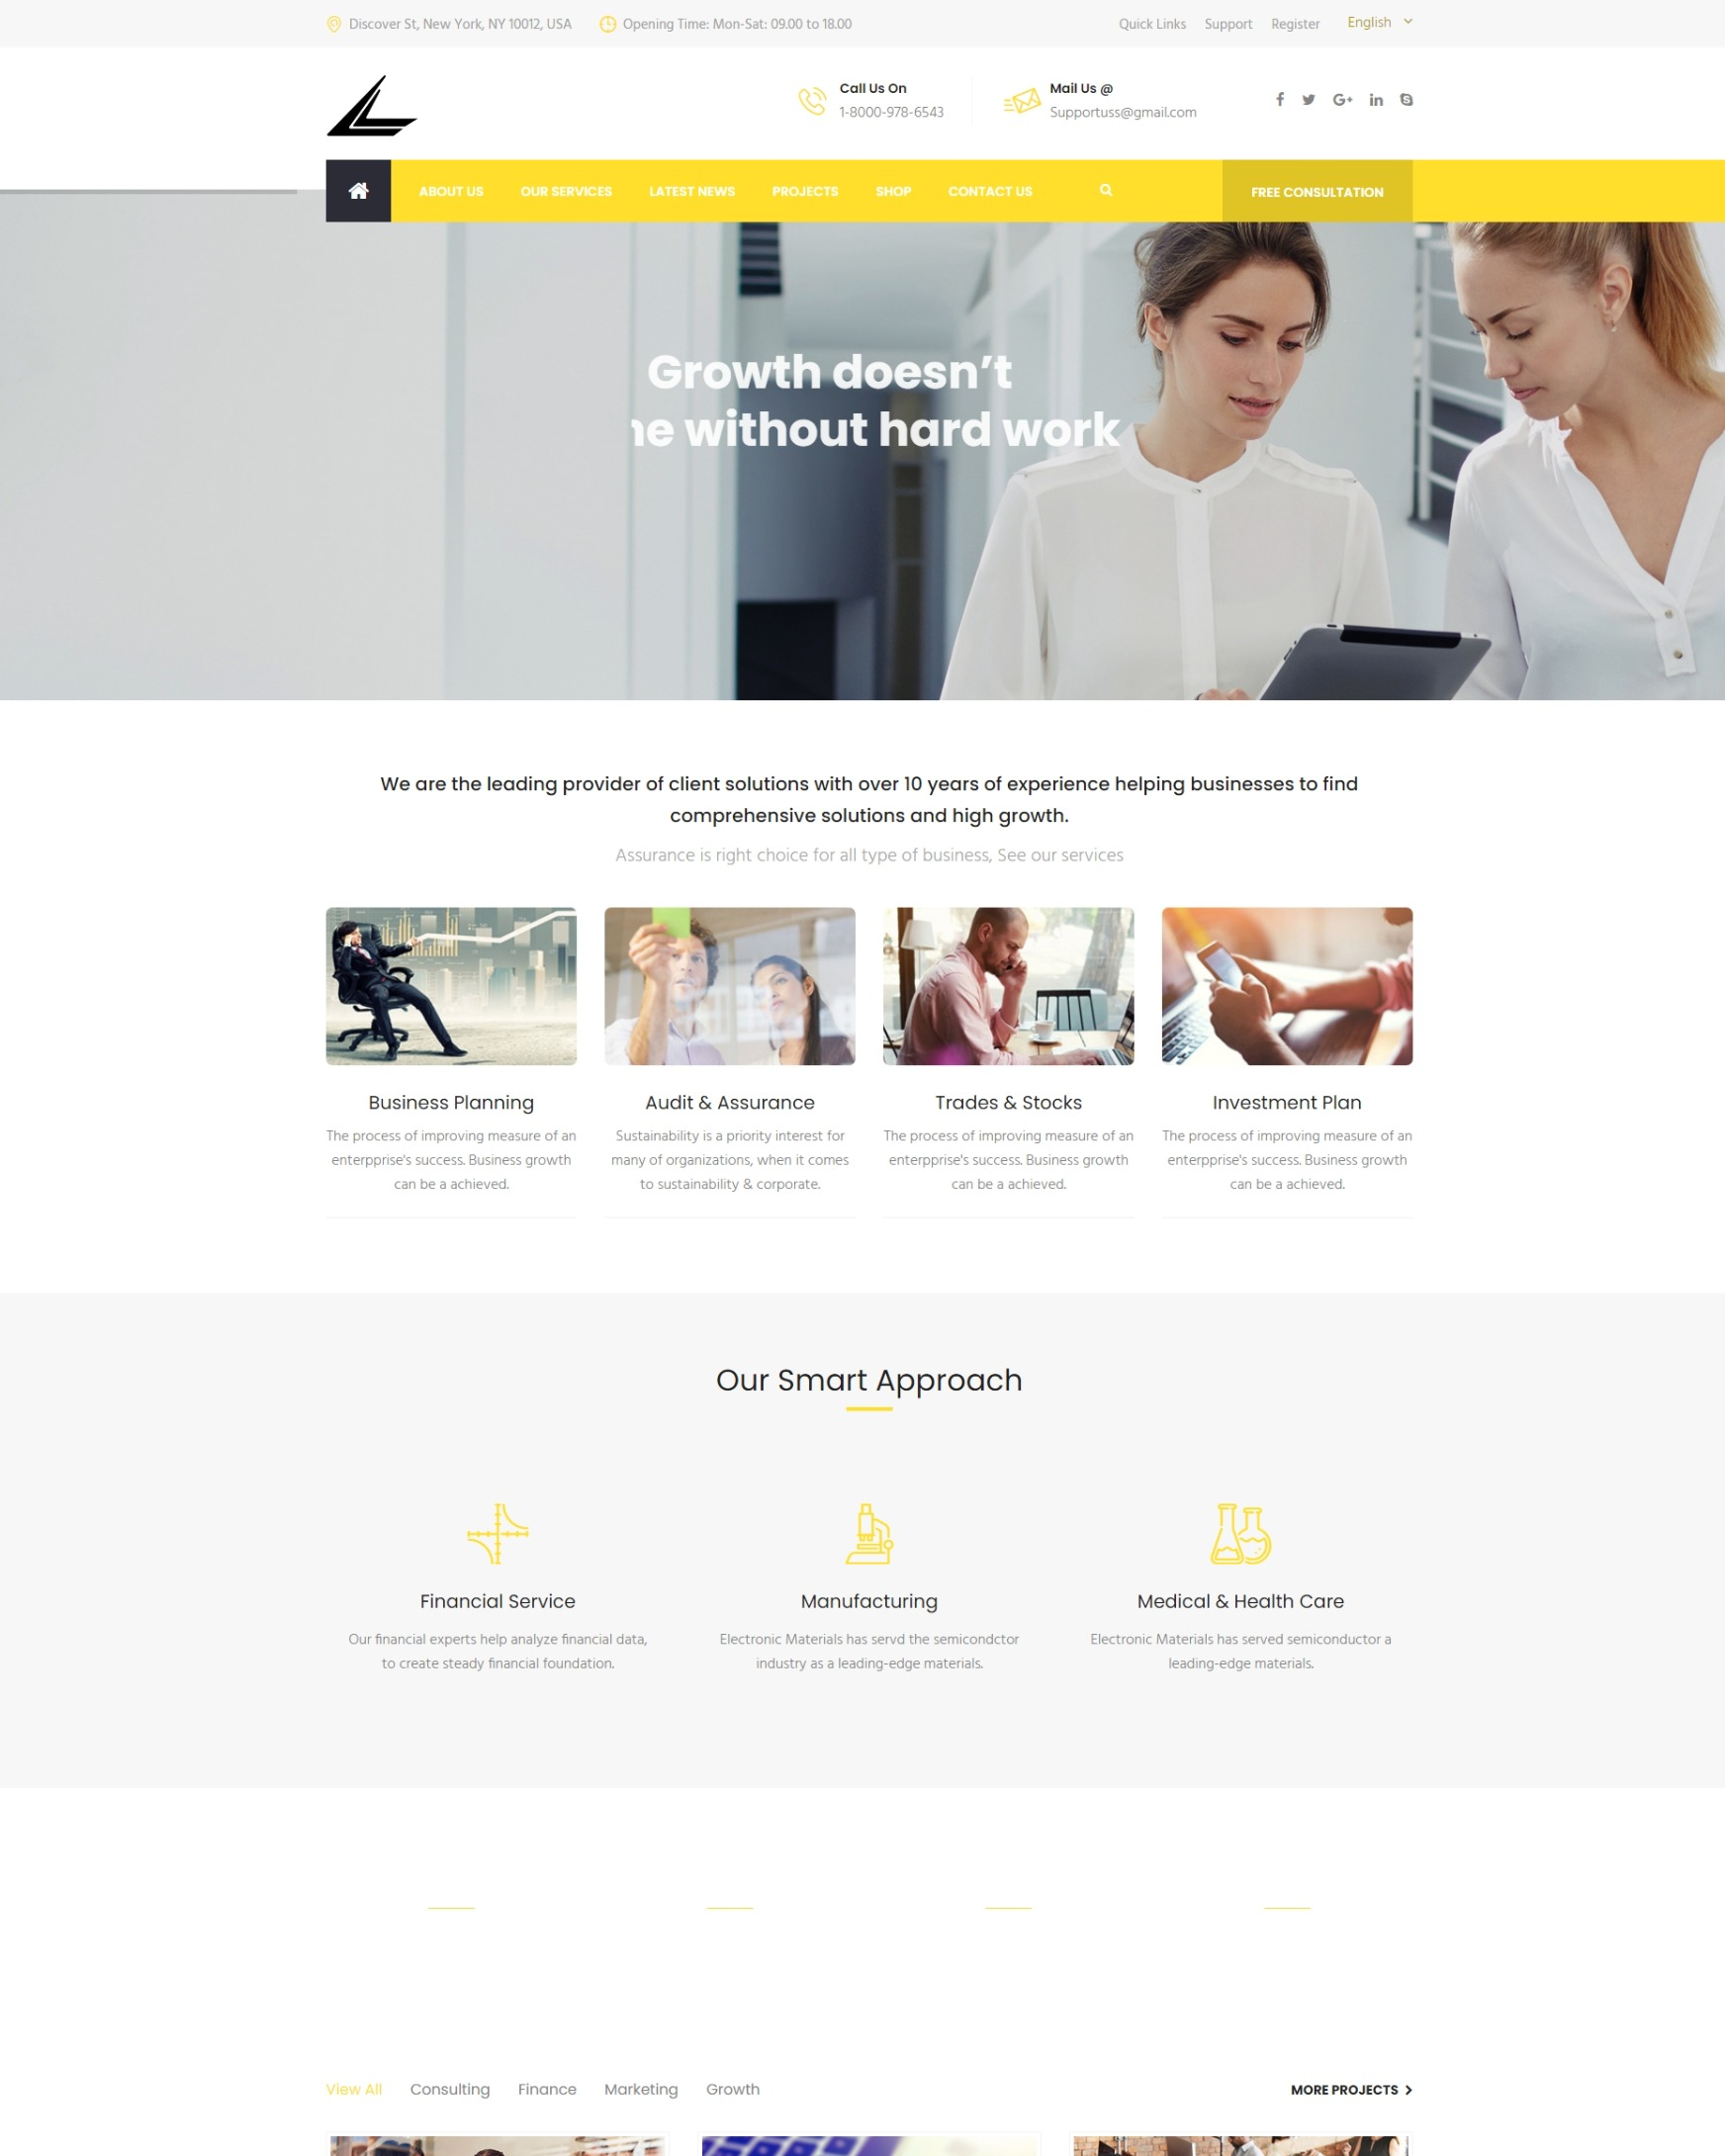 Discover St, New York, NY 10012, USA
Opening Time: Mon-Sat: 09.00 to 18.00
Quick Links
Support
Register
English
Call Us On
1-8000-978-6543
Mail Us @
Supportuss@gmail.com
ABOUT US
OUR SERVICES
LATEST NEWS
PROJECTS
SHOP
CONTACT US
FREE CONSULTATION
Growth doesn't
without hard work
We are the leading provider of client solutions with over 10 years of experience helping businesses to find
comprehensive solutions and high growth.
Assurance is right choice for all type of business, See our services
Business Planning
The process of improving measure of an
enterpprise's success. Business growth
can be a achieved.
Audit & Assurance
Sustainability is a priority interest for
many of organizations, when it comes
to sustainability & corporate.
Trades & Stocks
The process of improving measure of an
enterpprise's success. Business growth
can be a achieved.
Investment Plan
The process of improving measure of an
enterpprise's success. Business growth
can be a achieved.
Our Smart Approach
Financial Service
Our financial experts help analyze financial data,
to create steady financial foundation.
Manufacturing
Electronic Materials has servd the semicondctor
industry as a leading-edge materials.
Medical & Health Care
Electronic Materials has served semiconductor a
leading-edge materials.
View All
Consulting
Finance
Marketing
Growth
MORE PROJECTS